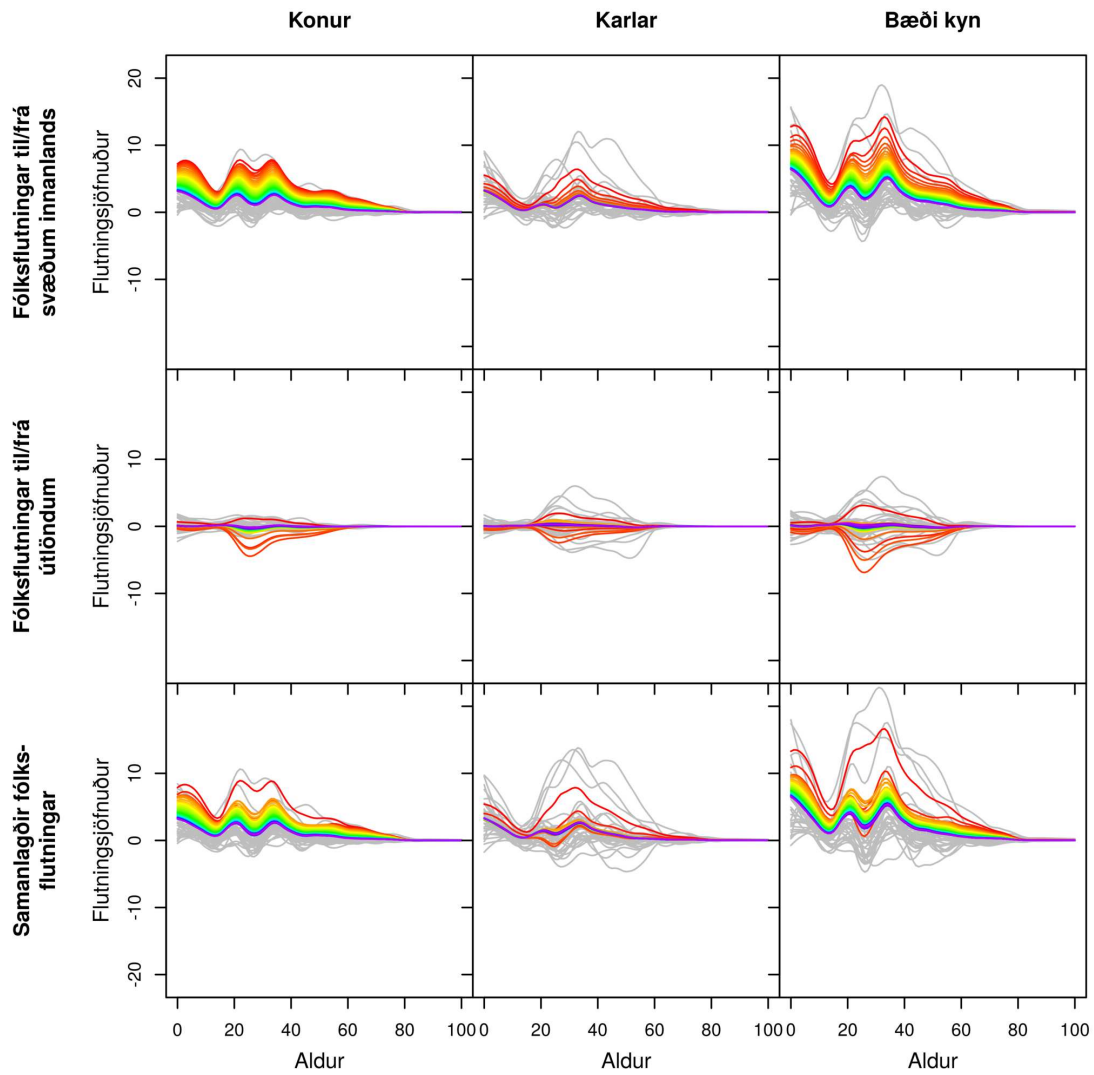 Konur
Karlar
Bæði kyn
Fólksflutningar til/frá
svæðum innanlands
Flutningsjöfnuður
20
10
0
-10
Fólksflutningar til/frá
útlöndum
Flutningsjöfnuður
10
0
-10
Samanlagðir fólks-
flutningar
Flutningsjöfnuður
10
0
-10
-20
0 20 40 60 80 100
0 20 40 60 80 100
0 20 40 60 80 100
Aldur
Aldur
Aldur